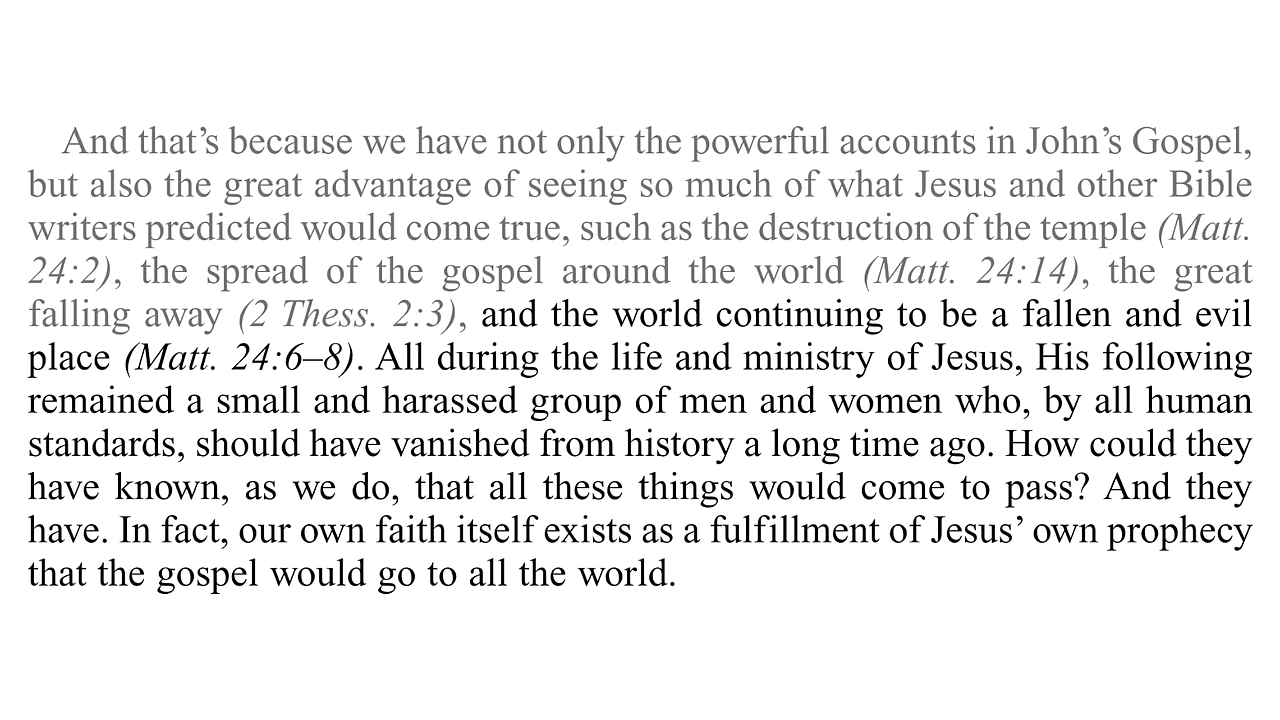 And that’s because we have not only the powerful accounts in John’s Gospel,
but also the great advantage of seeing so much of what Jesus and other Bible
writers predicted would come true, such as the destruction of the temple (Matt.
24:2), the spread of the gospel around the world (Matt. 24:14), the great
falling away (2 Thess. 2:3), and the world continuing to be a fallen and evil
place (Matt. 24:6–8). All during the life and ministry of Jesus, His following
remained a small and harassed group of men and women who, by all human
standards, should have vanished from history a long time ago. How could they
have known, as we do, that all these things would come to pass? And they
have. In fact, our own faith itself exists as a fulfillment of Jesus’ own prophecy
that the gospel would go to all the world.